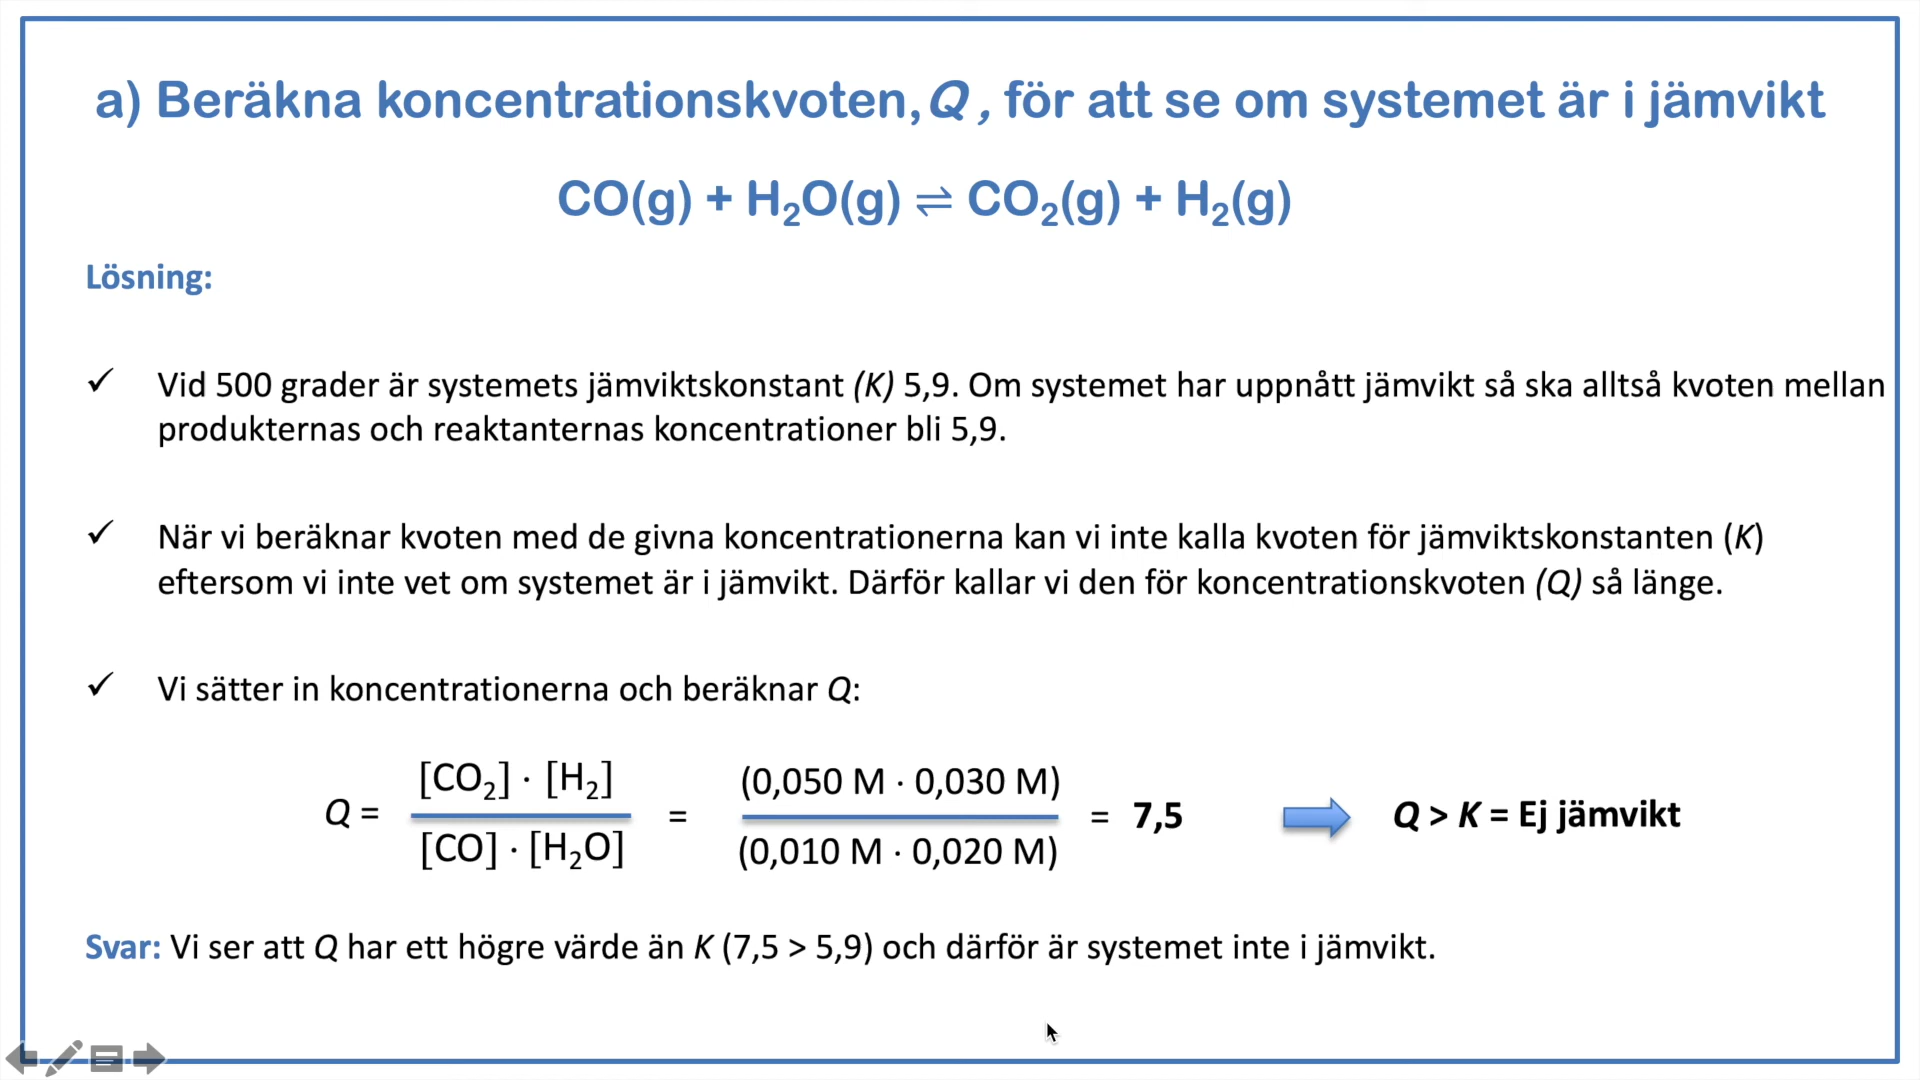 a) Beräkna koncentrationskvoten, Q , för att se om systemet är i jämvikt
CO(g) + H₂O(g) ⇌ CO₂(g) + H₂(g)
Lösning:
✓ Vid 500 grader är systemets jämviktskonstant (K) 5,9. Om systemet har uppnått jämvikt så ska alltså kvoten mellan
produkternas och reaktanternas koncentrationer bli 5,9.
✓ När vi beräknar kvoten med de givna koncentrationerna kan vi inte kalla kvoten för jämviktskonstanten (K)
eftersom vi inte vet om systemet är i jämvikt. Därför kallar vi den för koncentrationskvoten (Q) så länge.
✓ Vi sätter in koncentrationerna och beräknar Q:
[CO₂] · [H₂] (0,050 M · 0,030 M)
Q = = = 7,5 Q > K = Ej jämvikt
[CO] · [H₂O] (0,010 M · 0,020 M)
Svar: Vi ser att Q har ett högre värde än K (7,5 > 5,9) och därför är systemet inte i jämvikt.